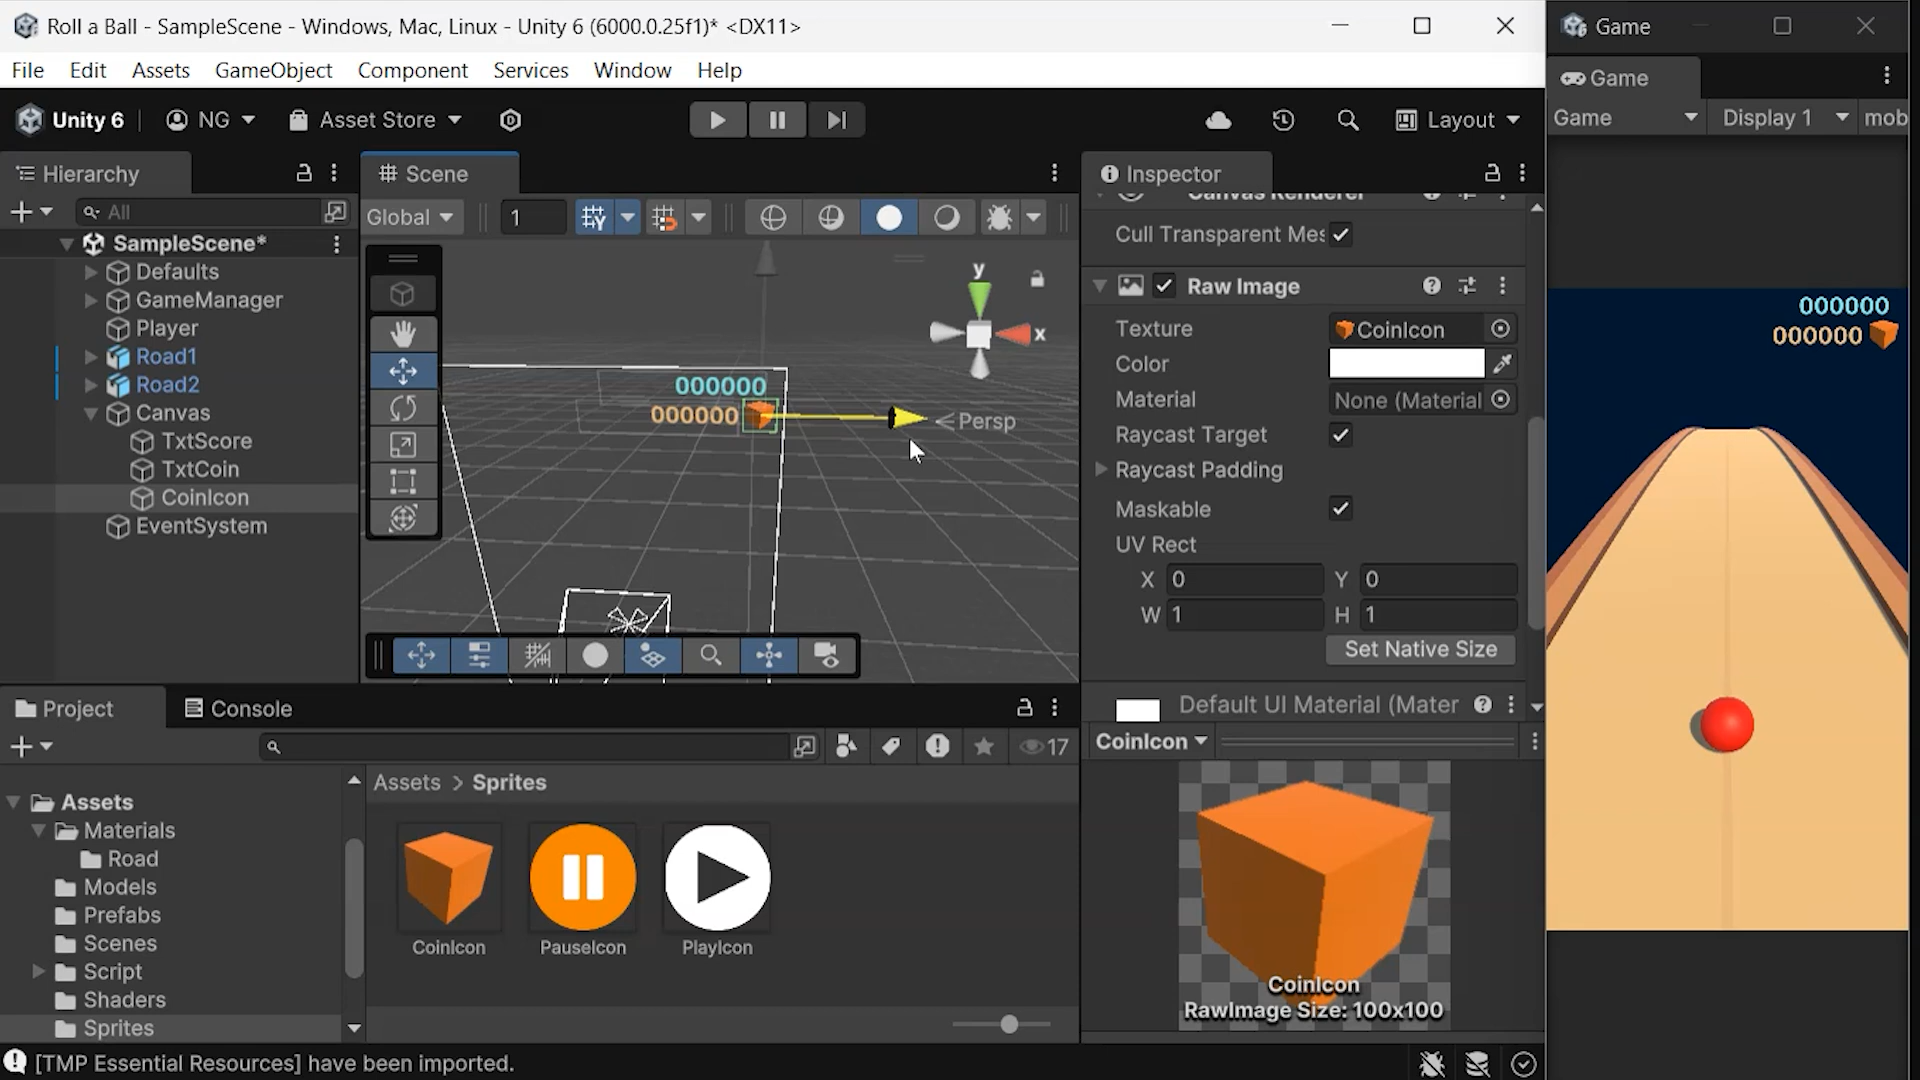 Roll a Ball - SampleScene - Windows, Mac, Linux - Unity 6 (6000.0.25f1)* <DX11>
File Edit Assets GameObject Component Services Window Help
Unity 6 NG Asset Store Layout
Hierarchy
All
SampleScene*
Defaults
GameManager
Player
Road1
Road2
Canvas
TxtScore
TxtCoin
CoinIcon
EventSystem
Scene
Global 1
y
x
Persp
000000
000000
Inspector
Canvas Renderer
Cull Transparent Mes
Raw Image
Texture CoinIcon
Color
Material None (Material
Raycast Target
Raycast Padding
Maskable
UV Rect
X 0 Y 0
W 1 H 1
Set Native Size
Default UI Material (Mater
CoinIcon
CoinIcon
RawImage Size: 100x100
Project Console
17
Assets
Materials
Road
Models
Prefabs
Scenes
Script
Shaders
Sprites
Assets > Sprites
CoinIcon PauseIcon PlayIcon
[TMP Essential Resources] have been imported.
Game
Game
Game Display 1 mob
000000
000000